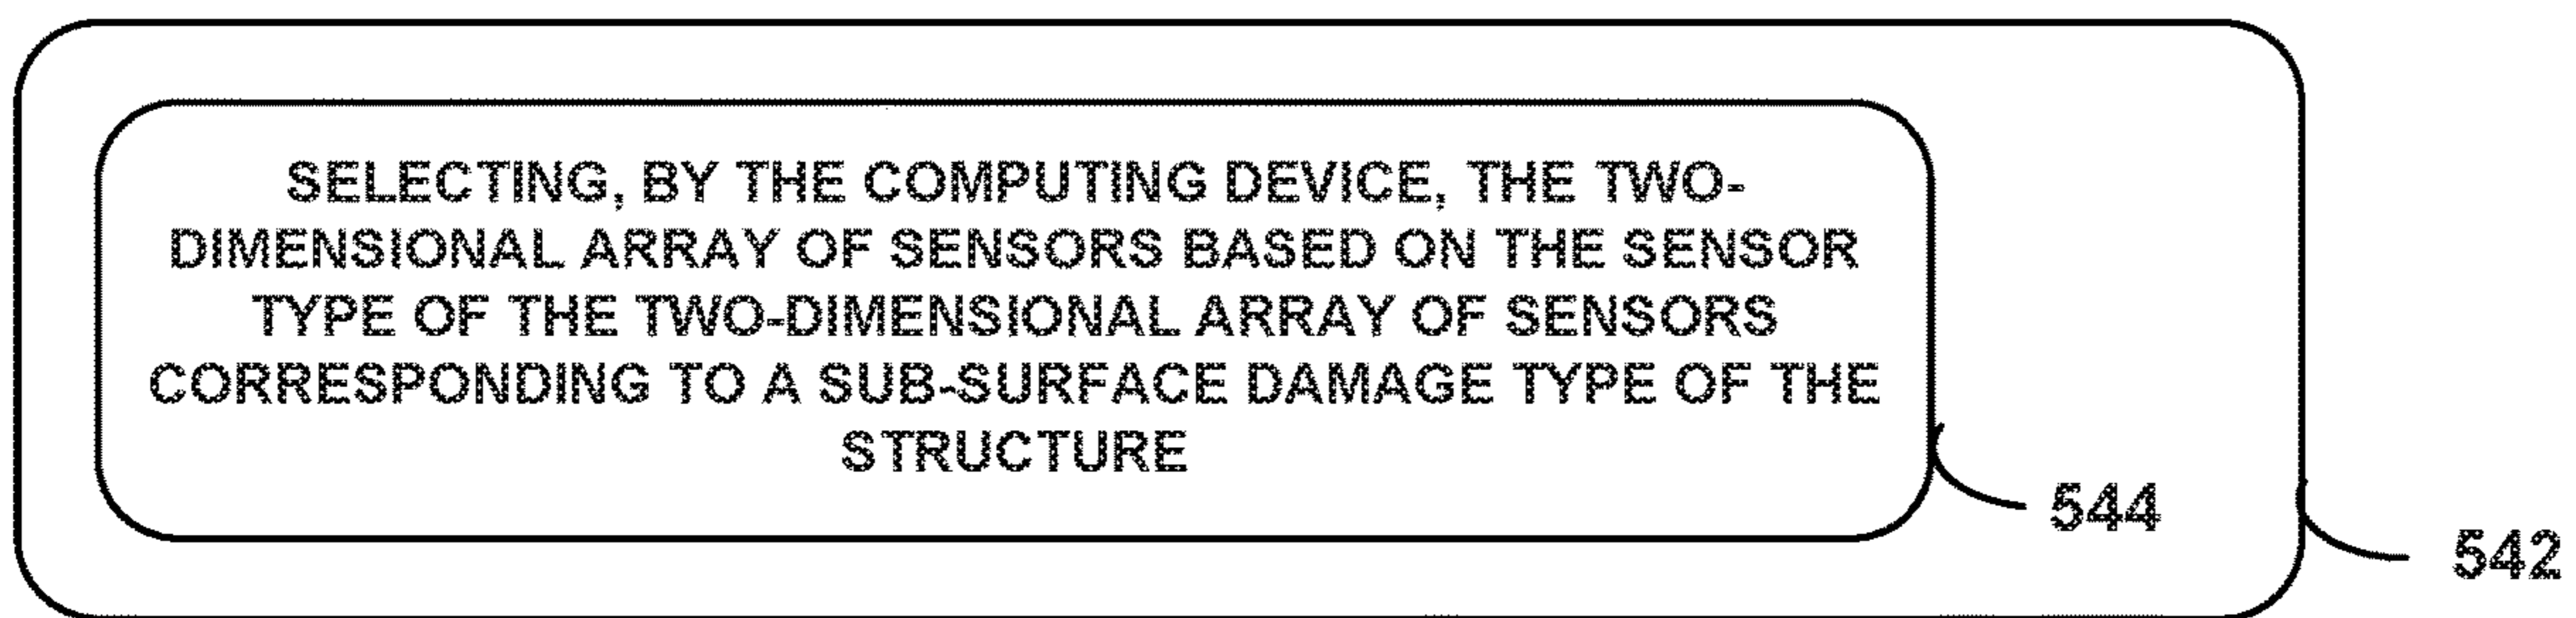 SELECTING, BY THE COMPUTING DEVICE, THE TWO-
DIMENSIONAL ARRAY OF SENSORS BASED ON THE SENSOR
TYPE OF THE TWO-DIMENSIONAL ARRAY OF SENSORS
CORRESPONDING TO A SUB-SURFACE DAMAGE TYPE OF THE
STRUCTURE
544
542